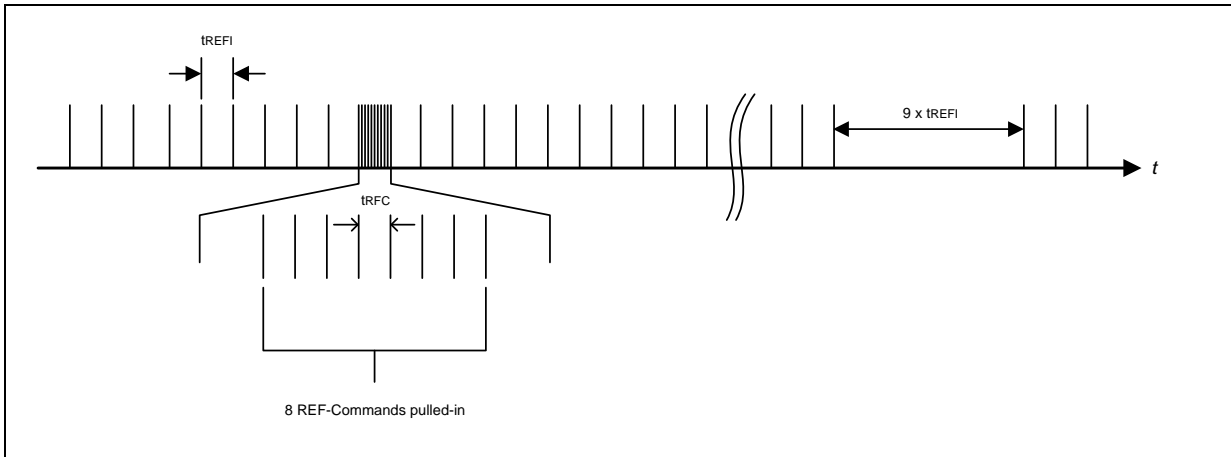 tREFI
9 x tREFI
t
tRFC
8 REF-Commands pulled-in